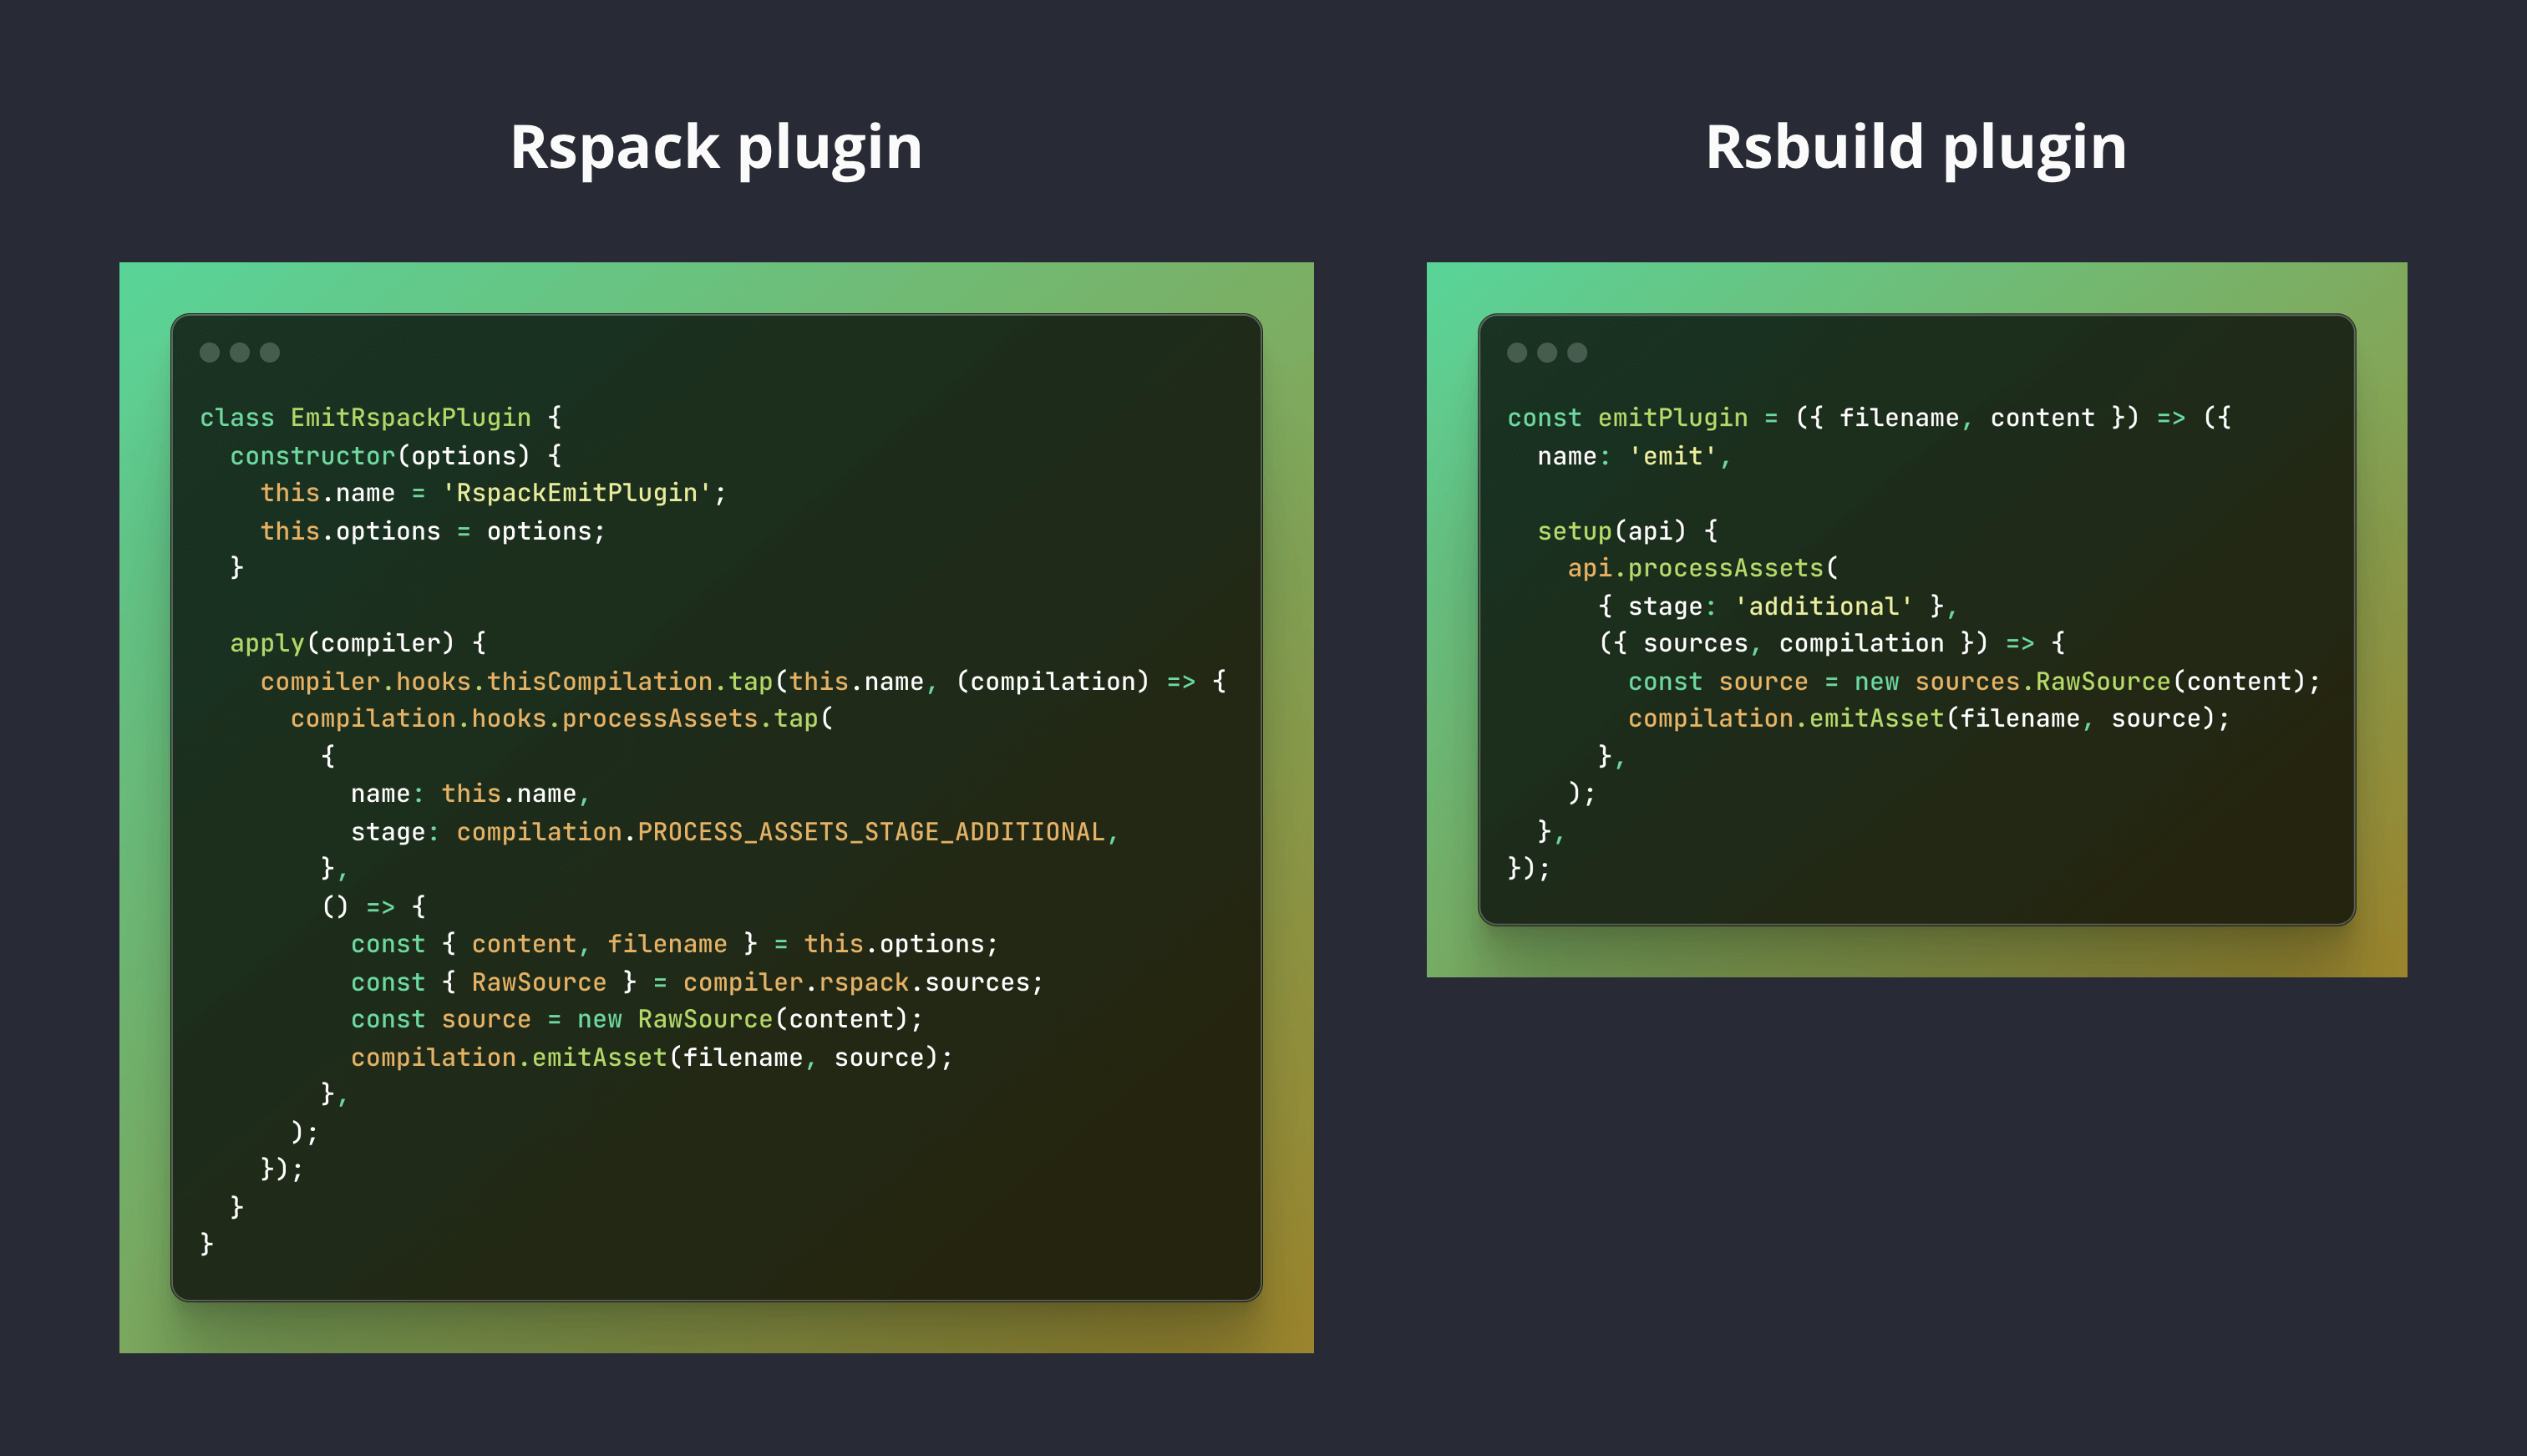 Rspack plugin
class EmitRspackPlugin {
  constructor(options) {
    this.name = 'RspackEmitPlugin';
    this.options = options;
  }

  apply(compiler) {
    compiler.hooks.thisCompilation.tap(this.name, (compilation) => {
      compilation.hooks.processAssets.tap(
        {
          name: this.name,
          stage: compilation.PROCESS_ASSETS_STAGE_ADDITIONAL,
        },
        () => {
          const { content, filename } = this.options;
          const { RawSource } = compiler.rspack.sources;
          const source = new RawSource(content);
          compilation.emitAsset(filename, source);
        },
      );
    });
  }
}
Rsbuild plugin
const emitPlugin = ({ filename, content }) => ({
  name: 'emit',

  setup(api) {
    api.processAssets(
      { stage: 'additional' },
      ({ sources, compilation }) => {
        const source = new sources.RawSource(content);
        compilation.emitAsset(filename, source);
      },
    );
  },
});